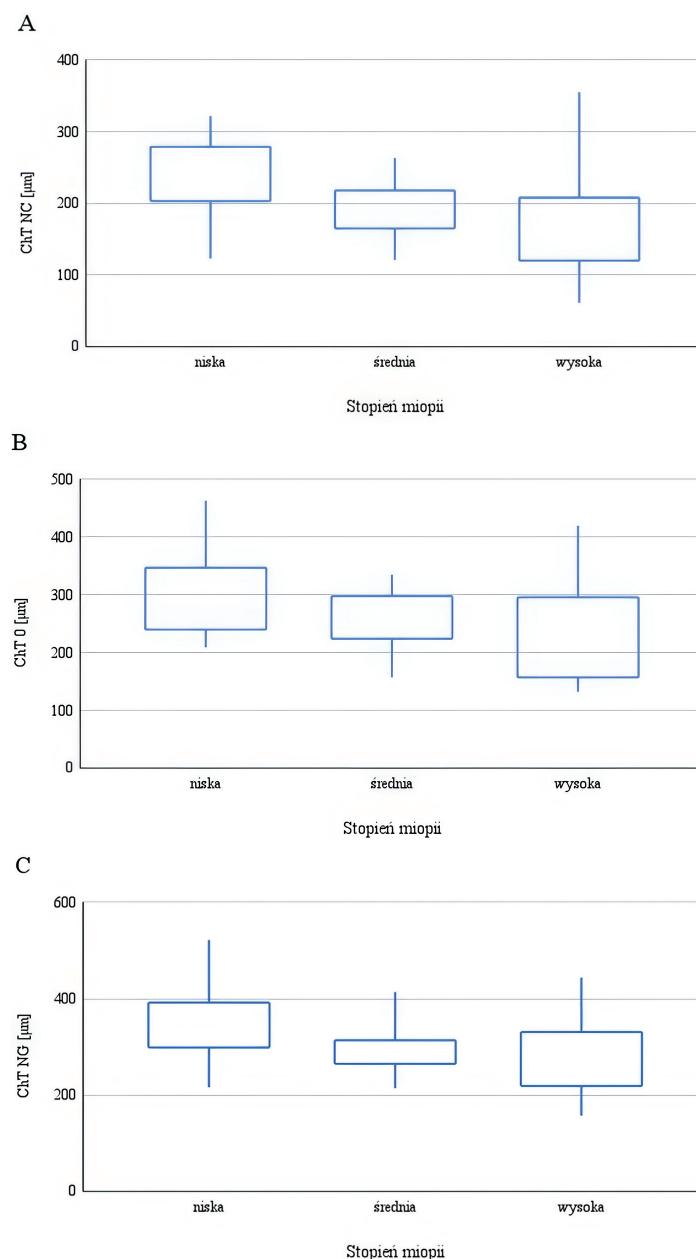 A
400
300
200
100
0
ChT NC [µm]
niska średnia wysoka
Stopień miopii
B
500
400
300
200
100
0
ChT 0 [µm]
niska średnia wysoka
Stopień miopii
C
600
400
200
0
ChT NG [µm]
niska średnia wysoka
Stopień miopii